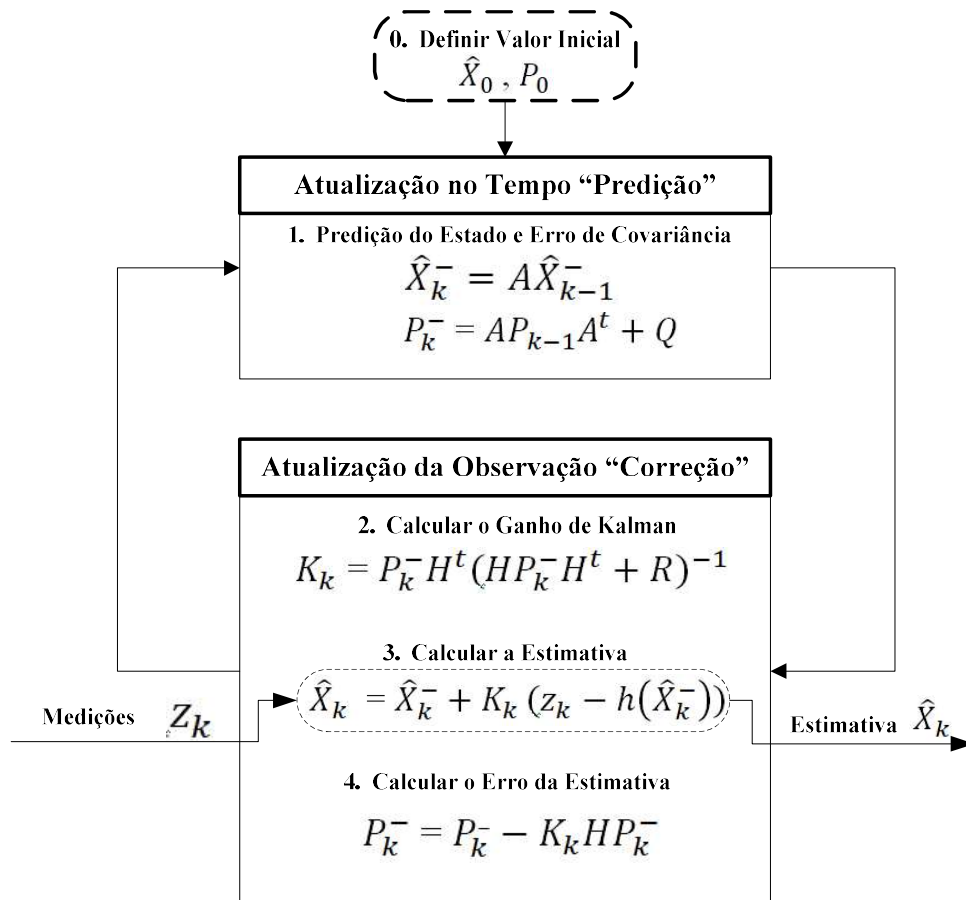 0. Definir Valor Inicial
X̂₀ , P₀
Atualização no Tempo “Predição”
1. Predição do Estado e Erro de Covariância
X̂ₖ⁻ = AX̂ₖ₋₁⁻
Pₖ⁻ = APₖ₋₁Aᵗ + Q
Atualização da Observação “Correção”
2. Calcular o Ganho de Kalman
Kₖ = Pₖ⁻Hᵗ(HPₖ⁻Hᵗ + R)⁻¹
3. Calcular a Estimativa
X̂ₖ = X̂ₖ⁻ + Kₖ (zₖ − h(X̂ₖ⁻))
Medições Zₖ
Estimativa X̂ₖ
4. Calcular o Erro da Estimativa
Pₖ⁻ = Pₖ⁻ − KₖHPₖ⁻